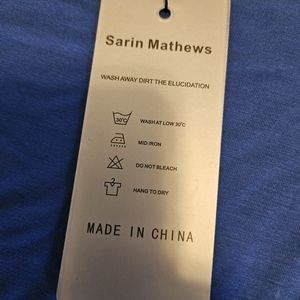 Sarin Mathews
WASH AWAY DIRT THE ELUCIDATION
30°C
WASH AT LOW 30°C
MID IRON
DO NOT BLEACH
HANG TO DRY
MADE IN CHINA